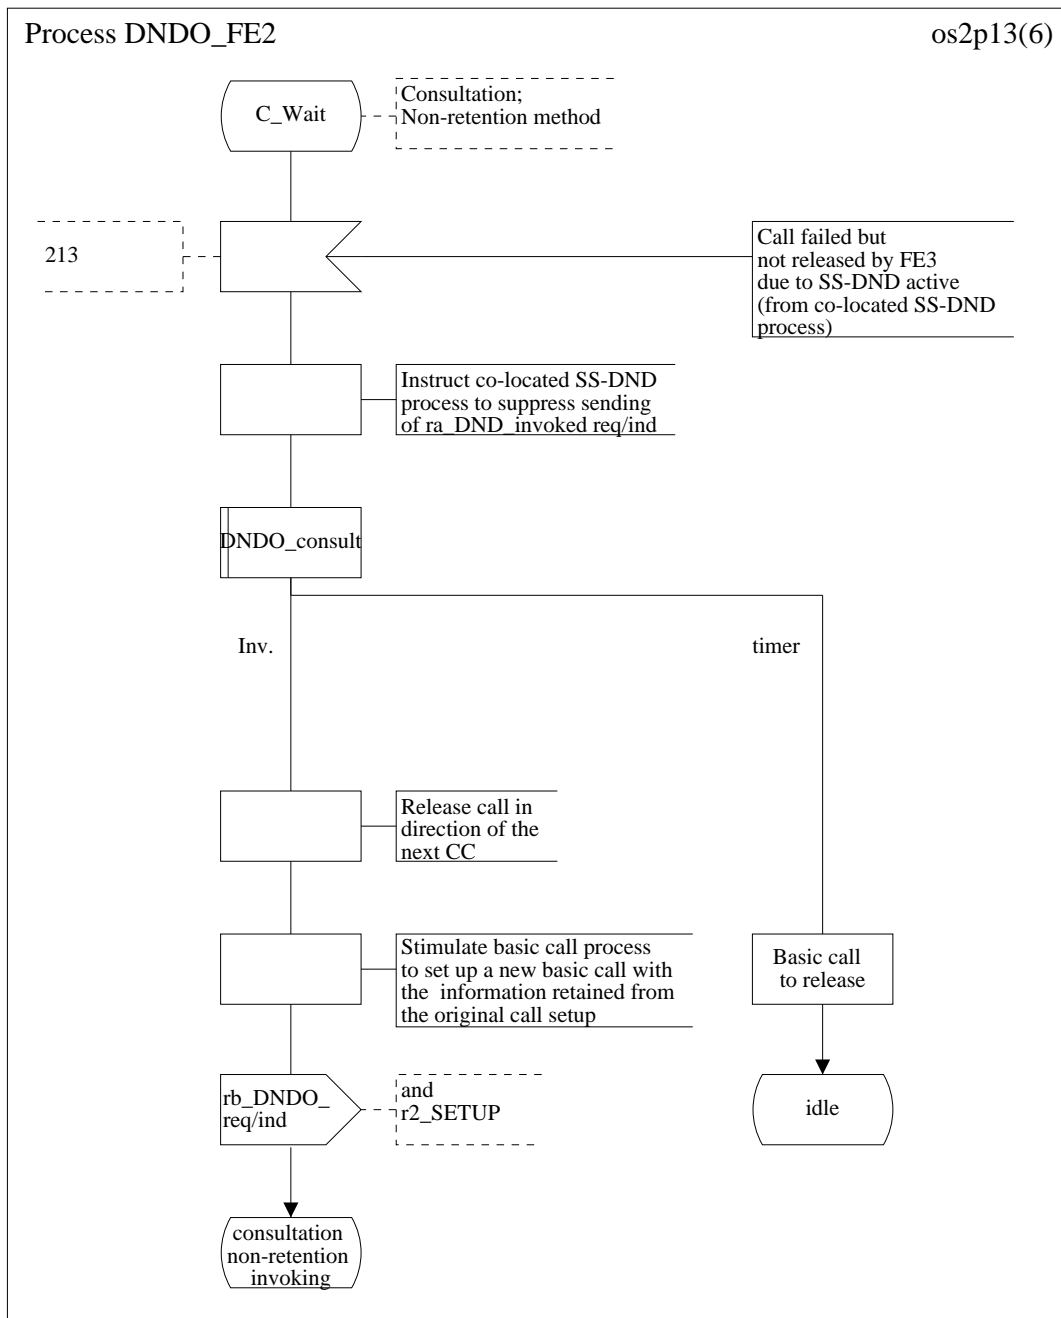 Process DNDO_FE2
os2p13(6)
C_Wait
Consultation;
Non-retention method
213
Call failed but
not released by FE3
due to SS-DND active
(from co-located SS-DND
process)
Instruct co-located SS-DND
process to suppress sending
of ra_DND_invoked req/ind
DNDO_consult
Inv.
timer
Release call in
direction of the
next CC
Stimulate basic call process
to set up a new basic call with
the information retained from
the original call setup
Basic call
to release
rb_DNDO_
req/ind
and
r2_SETUP
idle
consultation
non-retention
invoking